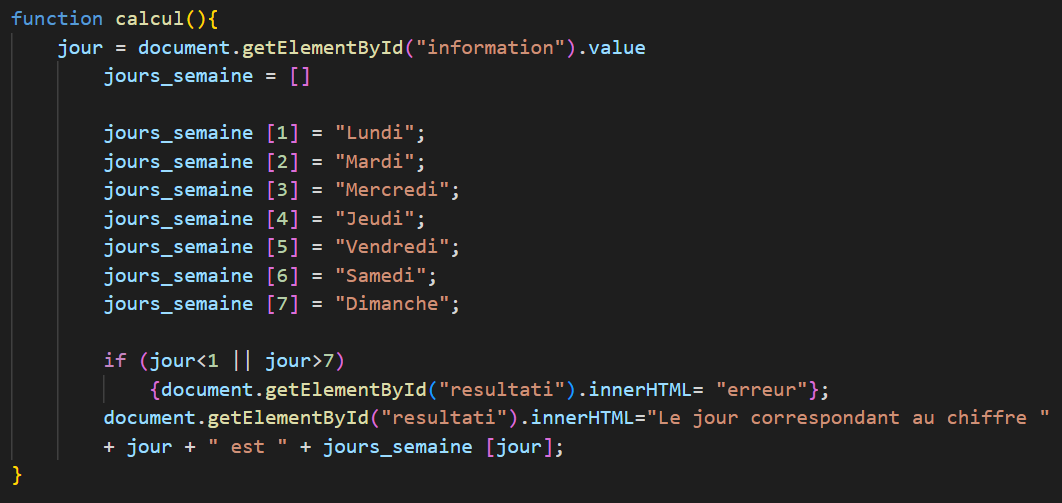 function calcul(){
    jour = document.getElementById("information").value
        jours_semaine = []

        jours_semaine [1] = "Lundi";
        jours_semaine [2] = "Mardi";
        jours_semaine [3] = "Mercredi";
        jours_semaine [4] = "Jeudi";
        jours_semaine [5] = "Vendredi";
        jours_semaine [6] = "Samedi";
        jours_semaine [7] = "Dimanche";

        if (jour<1 || jour>7)
            {document.getElementById("resultati").innerHTML= "erreur"};
        document.getElementById("resultati").innerHTML="Le jour correspondant au chiffre "
        + jour + " est " + jours_semaine [jour];
}